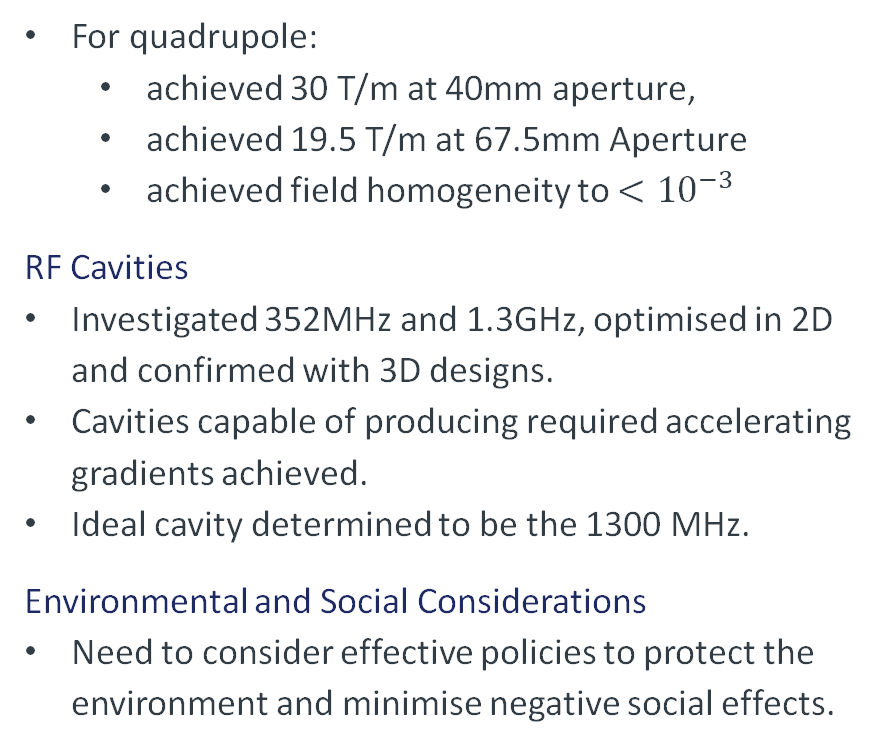 • For quadrupole:
• achieved 30 T/m at 40mm aperture,
• achieved 19.5 T/m at 67.5mm Aperture
• achieved field homogeneity to < 10⁻³
RF Cavities
• Investigated 352MHz and 1.3GHz, optimised in 2D
and confirmed with 3D designs.
• Cavities capable of producing required accelerating
gradients achieved.
• Ideal cavity determined to be the 1300 MHz.
Environmental and Social Considerations
• Need to consider effective policies to protect the
environment and minimise negative social effects.